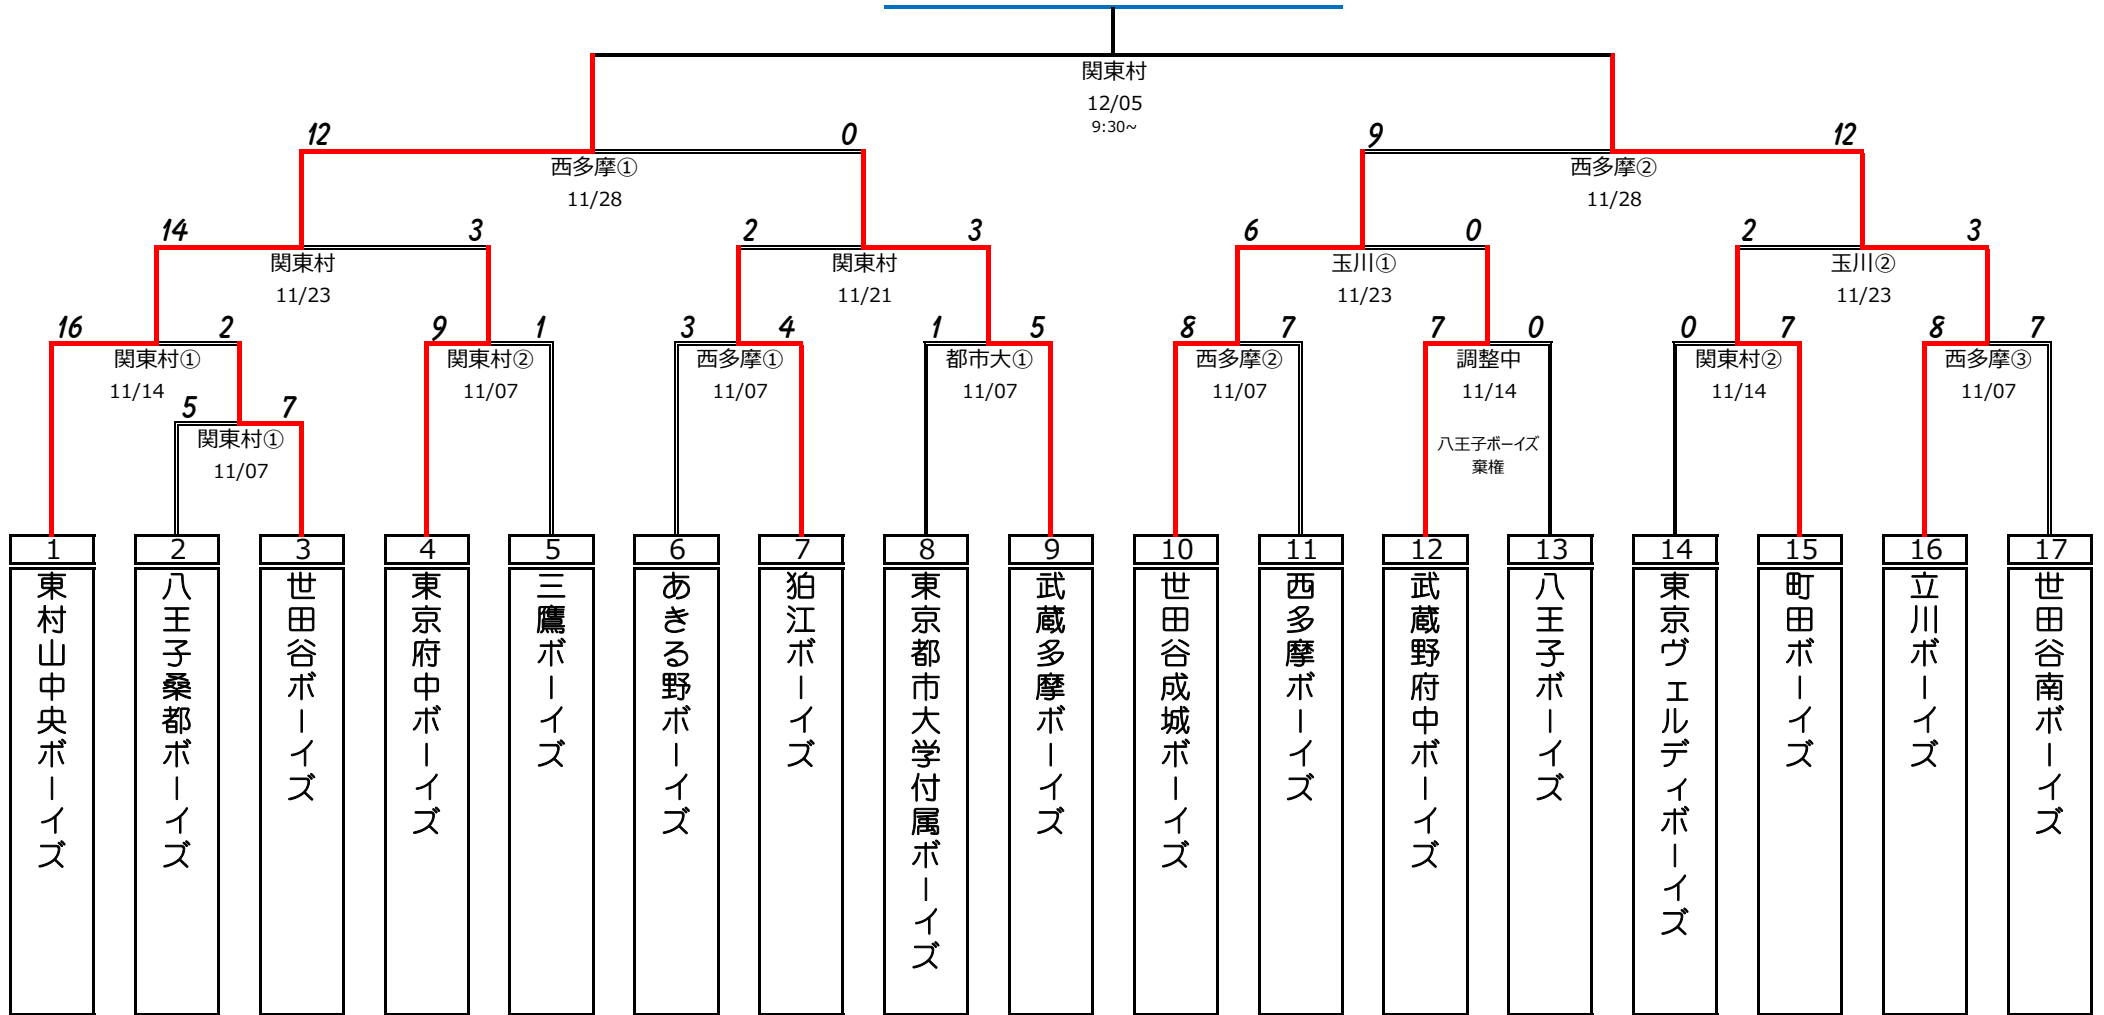 関東村
12/05
9:30~
12
0
9
12
西多摩①
11/28
西多摩②
11/28
14
3
2
3
6
0
2
3
関東村
11/23
関東村
11/21
玉川①
11/23
玉川②
11/23
16
2
9
1
3
4
1
5
8
7
7
0
0
7
8
7
関東村①
11/14
関東村②
11/07
西多摩①
11/07
都市大①
11/07
西多摩②
11/07
調整中
11/14
関東村②
11/14
西多摩③
11/07
5
7
関東村①
11/07
八王子ボーイズ
棄権
1
東村山中央ボーイズ
2
八王子桑都ボーイズ
3
世田谷ボーイズ
4
東京府中ボーイズ
5
三鷹ボーイズ
6
あきる野ボーイズ
7
狛江ボーイズ
8
東京都市大学付属ボーイズ
9
武蔵多摩ボーイズ
10
世田谷成城ボーイズ
11
西多摩ボーイズ
12
武蔵野府中ボーイズ
13
八王子ボーイズ
14
東京ヴェルディボーイズ
15
町田ボーイズ
16
立川ボーイズ
17
世田谷南ボーイズ